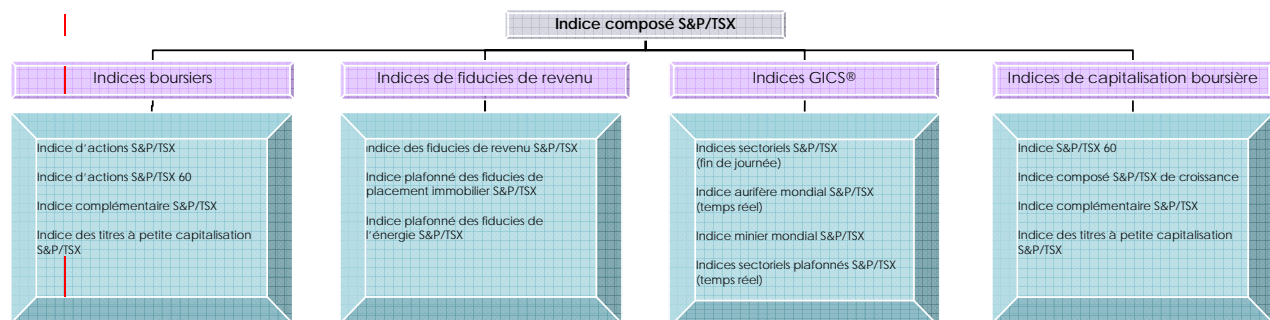 Indice composé S&P/TSX
Indices boursiers
Indices de fiducies de revenu
Indices GICS®
Indices de capitalisation boursière
Indice d'actions S&P/TSX
Indice d'actions S&P/TSX 60
Indice complémentaire S&P/TSX
Indice des titres à petite capitalisation
S&P/TSX
Indice des fiducies de revenu S&P/TSX
Indice plafonné des fiducies de
placement immobilier S&P/TSX
Indice plafonné des fiducies de
l'énergie S&P/TSX
Indices sectoriels S&P/TSX
(fin de journée)
Indice aurifère mondial S&P/TSX
(temps réel)
Indice minier mondial S&P/TSX
Indices sectoriels plafonnés S&P/TSX
(temps réel)
Indice S&P/TSX 60
Indice composé S&P/TSX de croissance
Indice complémentaire S&P/TSX
Indice des titres à petite capitalisation
S&P/TSX